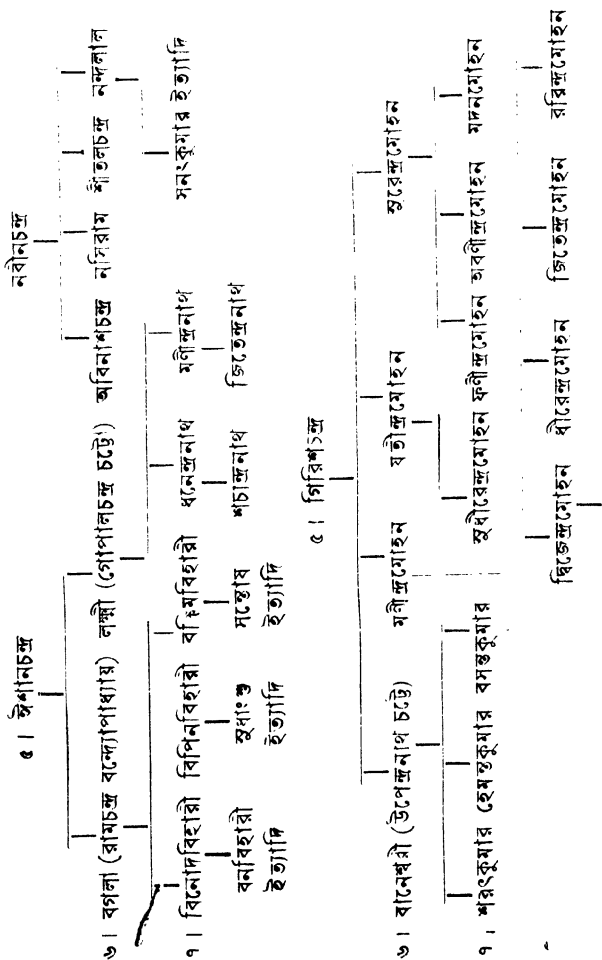 ৫। ঈশানচন্দ্র নবীনচন্দ্র
৬। বগলা (রামচন্দ্র বন্দ্যোপাধ্যায়) লক্ষ্মী (গোপালচন্দ্র চট্টো) অবিনাশচন্দ্র নসিরাম শীতলচন্দ্র নন্দলাল
৭। বিনোদবিহারী বিপিনবিহারী বঙ্কিমবিহারী ধনেন্দ্রনাথ মণীন্দ্রনাথ সনৎকুমার ইত্যাদি
বনবিহারী সুধাংশু সন্তোষ শচীন্দ্রনাথ জিতেন্দ্রনাথ
ইত্যাদি ইত্যাদি ইত্যাদি
৫। গিরিশচন্দ্র
৬। বানেশ্বরী (উপেন্দ্রনাথ চট্টো) মণীন্দ্রমোহন যতীন্দ্রমোহন সুরেন্দ্রমোহন
৭। শরৎকুমার হেমন্তকুমার বসন্তকুমার সুধীরেন্দ্রমোহন ফণীন্দ্রমোহন অবণীন্দ্রমোহন মদনমোহন
দ্বিজেন্দ্রমোহন ধীরেন্দ্রমোহন জিতেন্দ্রমোহন রবিন্দ্রমোহন